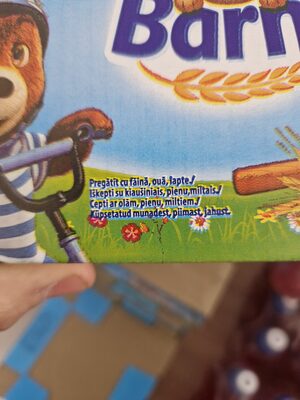 Barn
Pregătit cu făină, ouă, lapte./
Iškepti su kiaušiniais, pienu, miltais./
Cepti ar olām, pienu, miltiem./
Küpsetatud munadest, piimast, jahust.